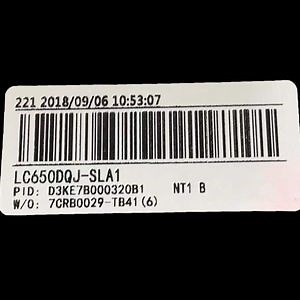 221 2018/09/06 10:53:07
LC650DQJ-SLA1
PID: D3KE7B000320B1 NT1 B
W/O: 7CRB0029-TB41(6)